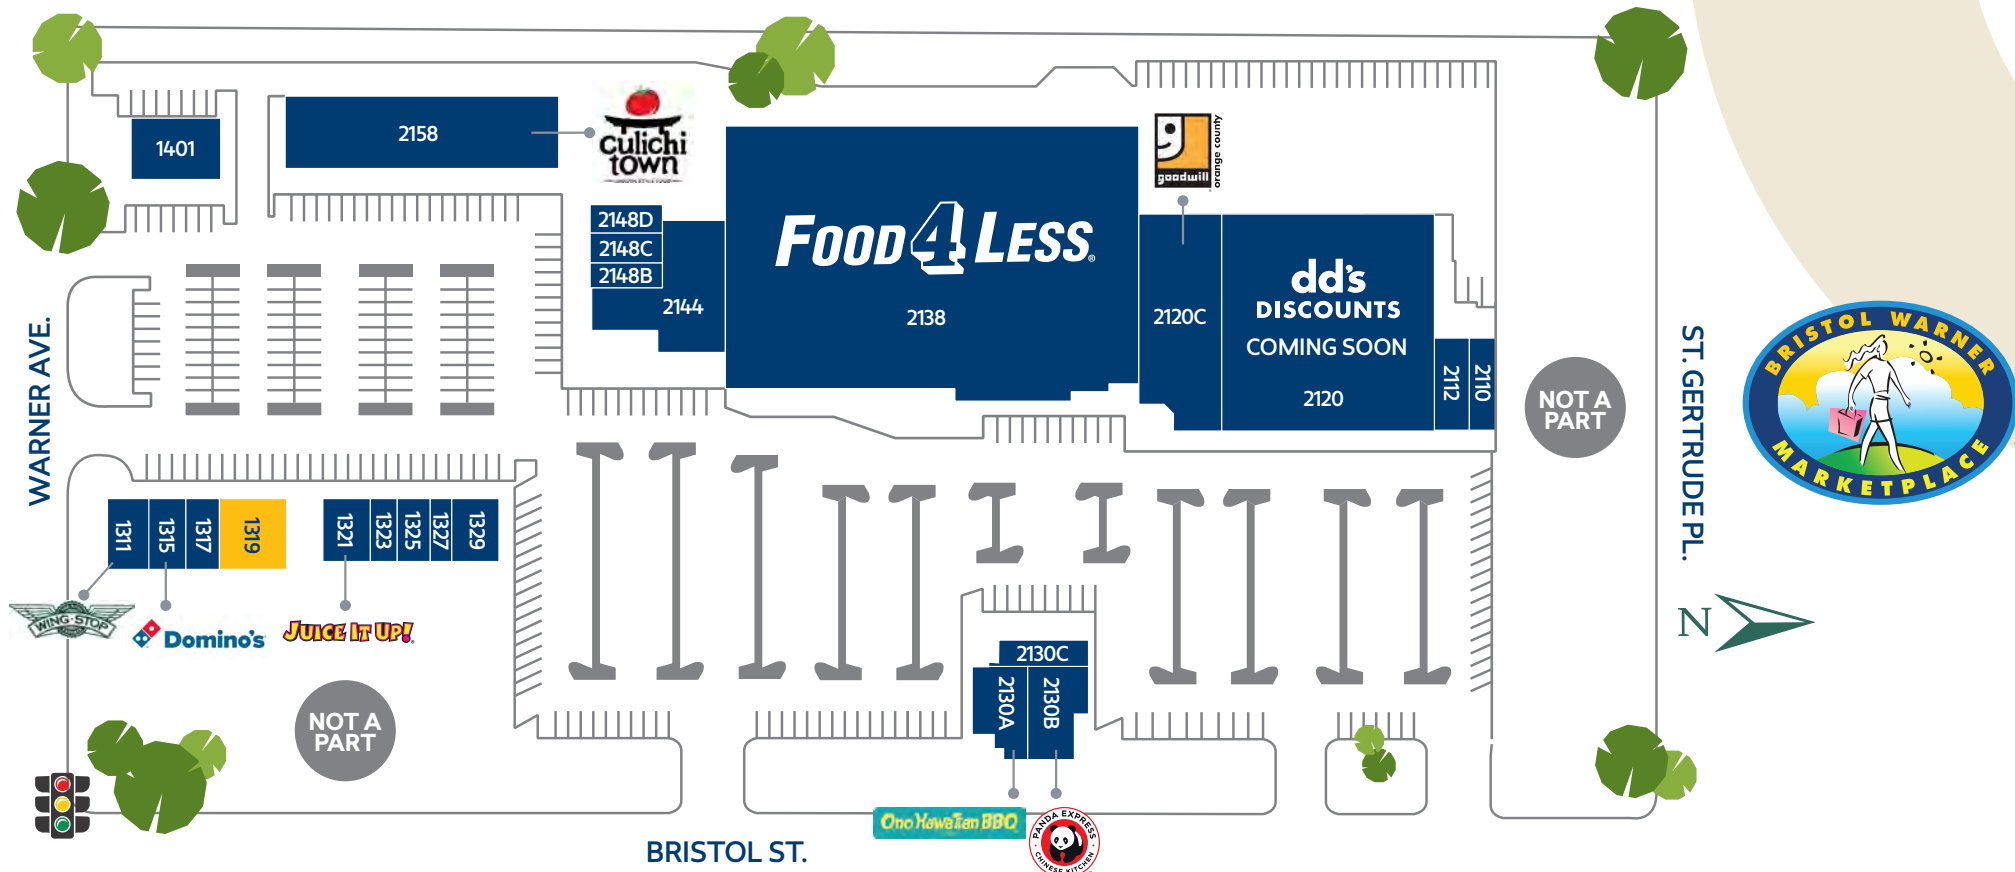 1401
2158
culichi
town
goodwill
orange county
2148D
2148C
2148B
2144
FOOD 4 LESS®
2138
2120C
dd's
DISCOUNTS
COMING SOON
2120
2112
2110
NOT A
PART
WARNER AVE.
ST. GERTRUDE PL.
BRISTOL WARNER
MARKETPLACE
1311
1315
1317
1319
1321
1323
1325
1327
1329
WING·STOP
Domino's
JUICE IT UP!
N
NOT A
PART
2130C
2130A
2130B
Ono Hawaiian BBQ
PANDA EXPRESS
CHINESE KITCHEN
BRISTOL ST.